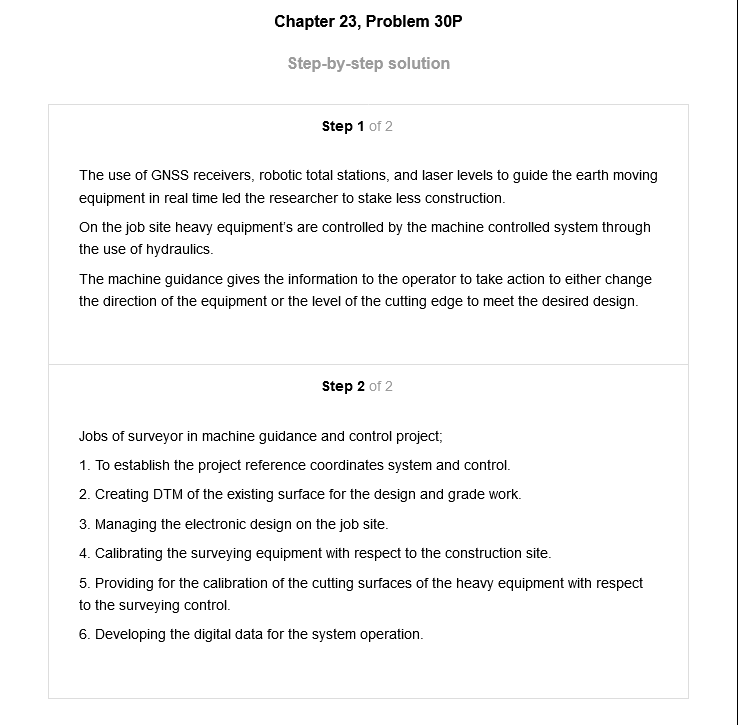 Chapter 23, Problem 30P
Step-by-step solution
Step 1 of 2
The use of GNSS receivers, robotic total stations, and laser levels to guide the earth moving
equipment in real time led the researcher to stake less construction.
On the job site heavy equipment's are controlled by the machine controlled system through
the use of hydraulics.
The machine guidance gives the information to the operator to take action to either change
the direction of the equipment or the level of the cutting edge to meet the desired design.
Step 2 of 2
Jobs of surveyor in machine guidance and control project;
1. To establish the project reference coordinates system and control.
2. Creating DTM of the existing surface for the design and grade work.
3. Managing the electronic design on the job site.
4. Calibrating the surveying equipment with respect to the construction site.
5. Providing for the calibration of the cutting surfaces of the heavy equipment with respect
to the surveying control.
6. Developing the digital data for the system operation.